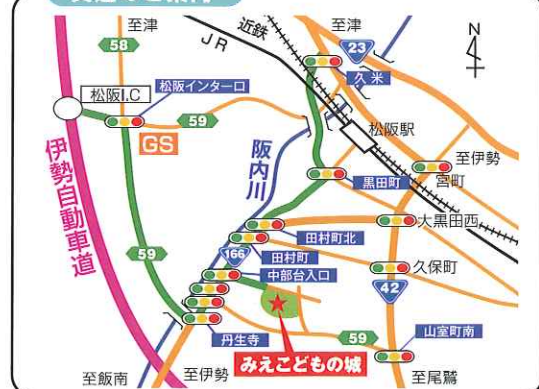 至津
近鉄
至津
N
58
JR
23
松阪I.C
松阪インター口
久米
59
松阪駅
GS
至伊勢
阪内川
宮町
伊勢自動車道
黒田町
大黒田西
田村町北
59
166
田村町
中部台入口
久保町
42
59
山室町南
丹生寺
みえこどもの城
至飯南
至伊勢
至尾鷲